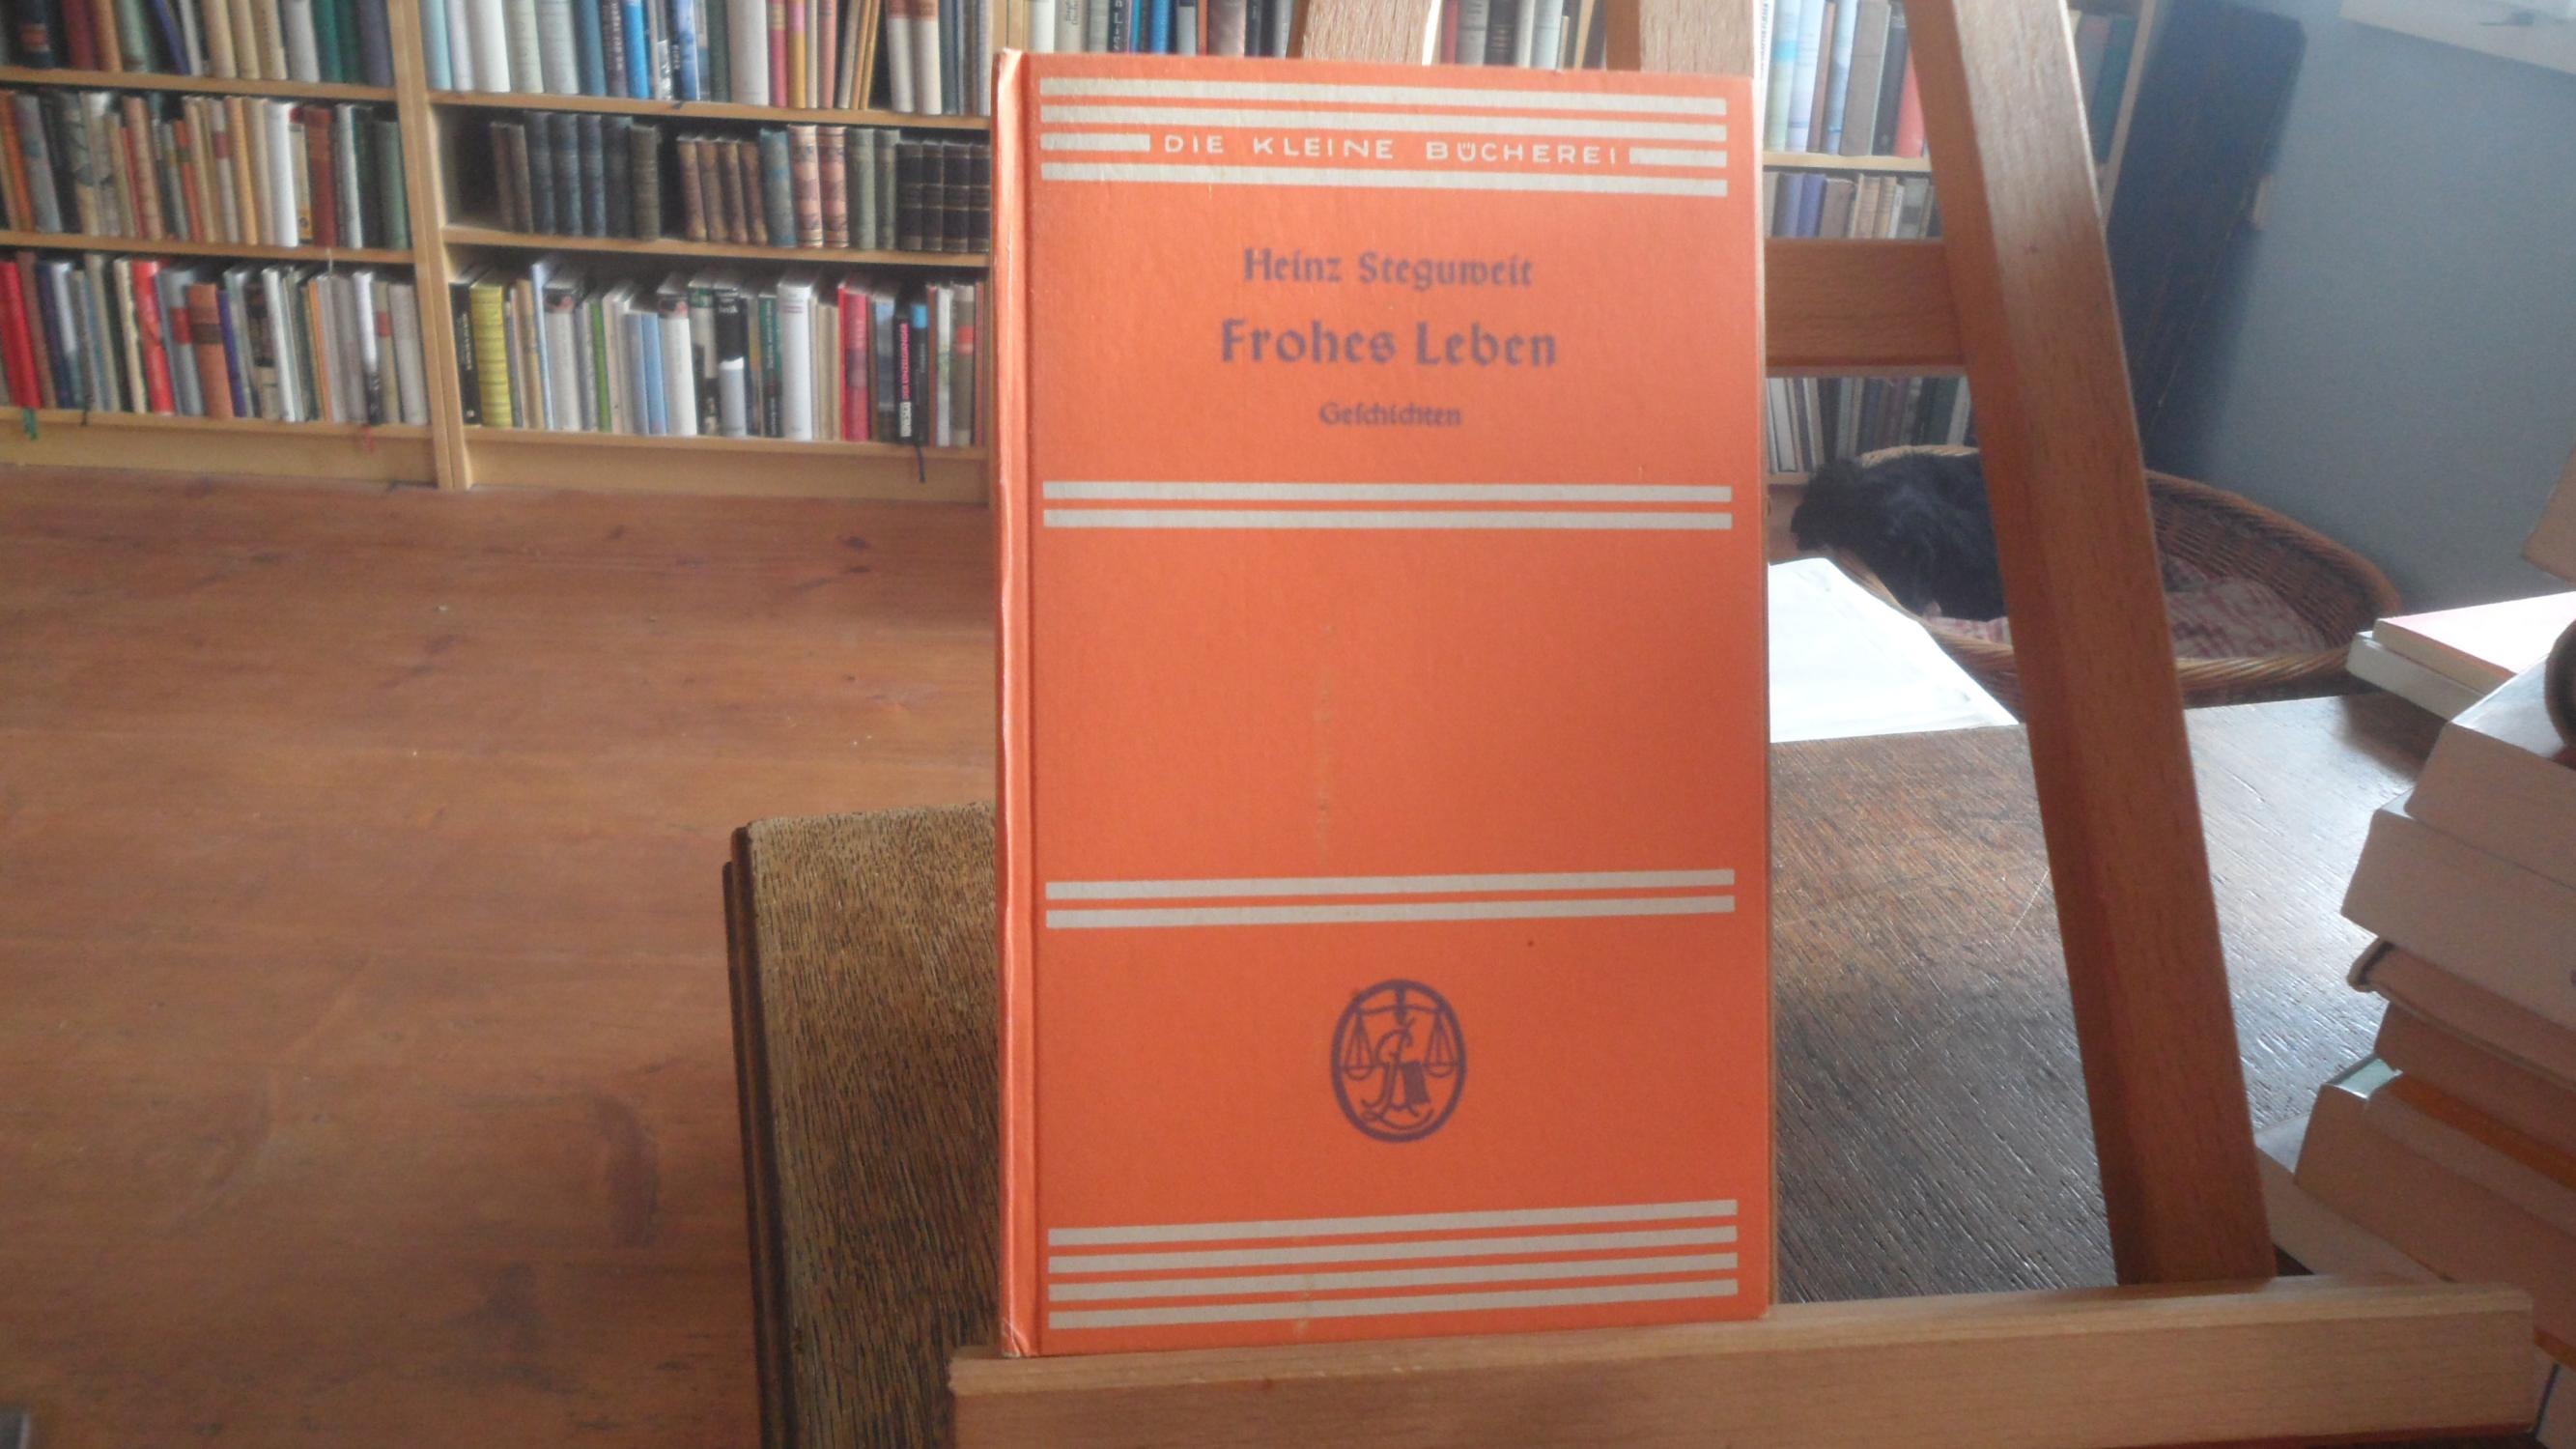 DIE KLEINE BÜCHEREI
Heinz Steguweit
Frohes Leben
Geſchichten